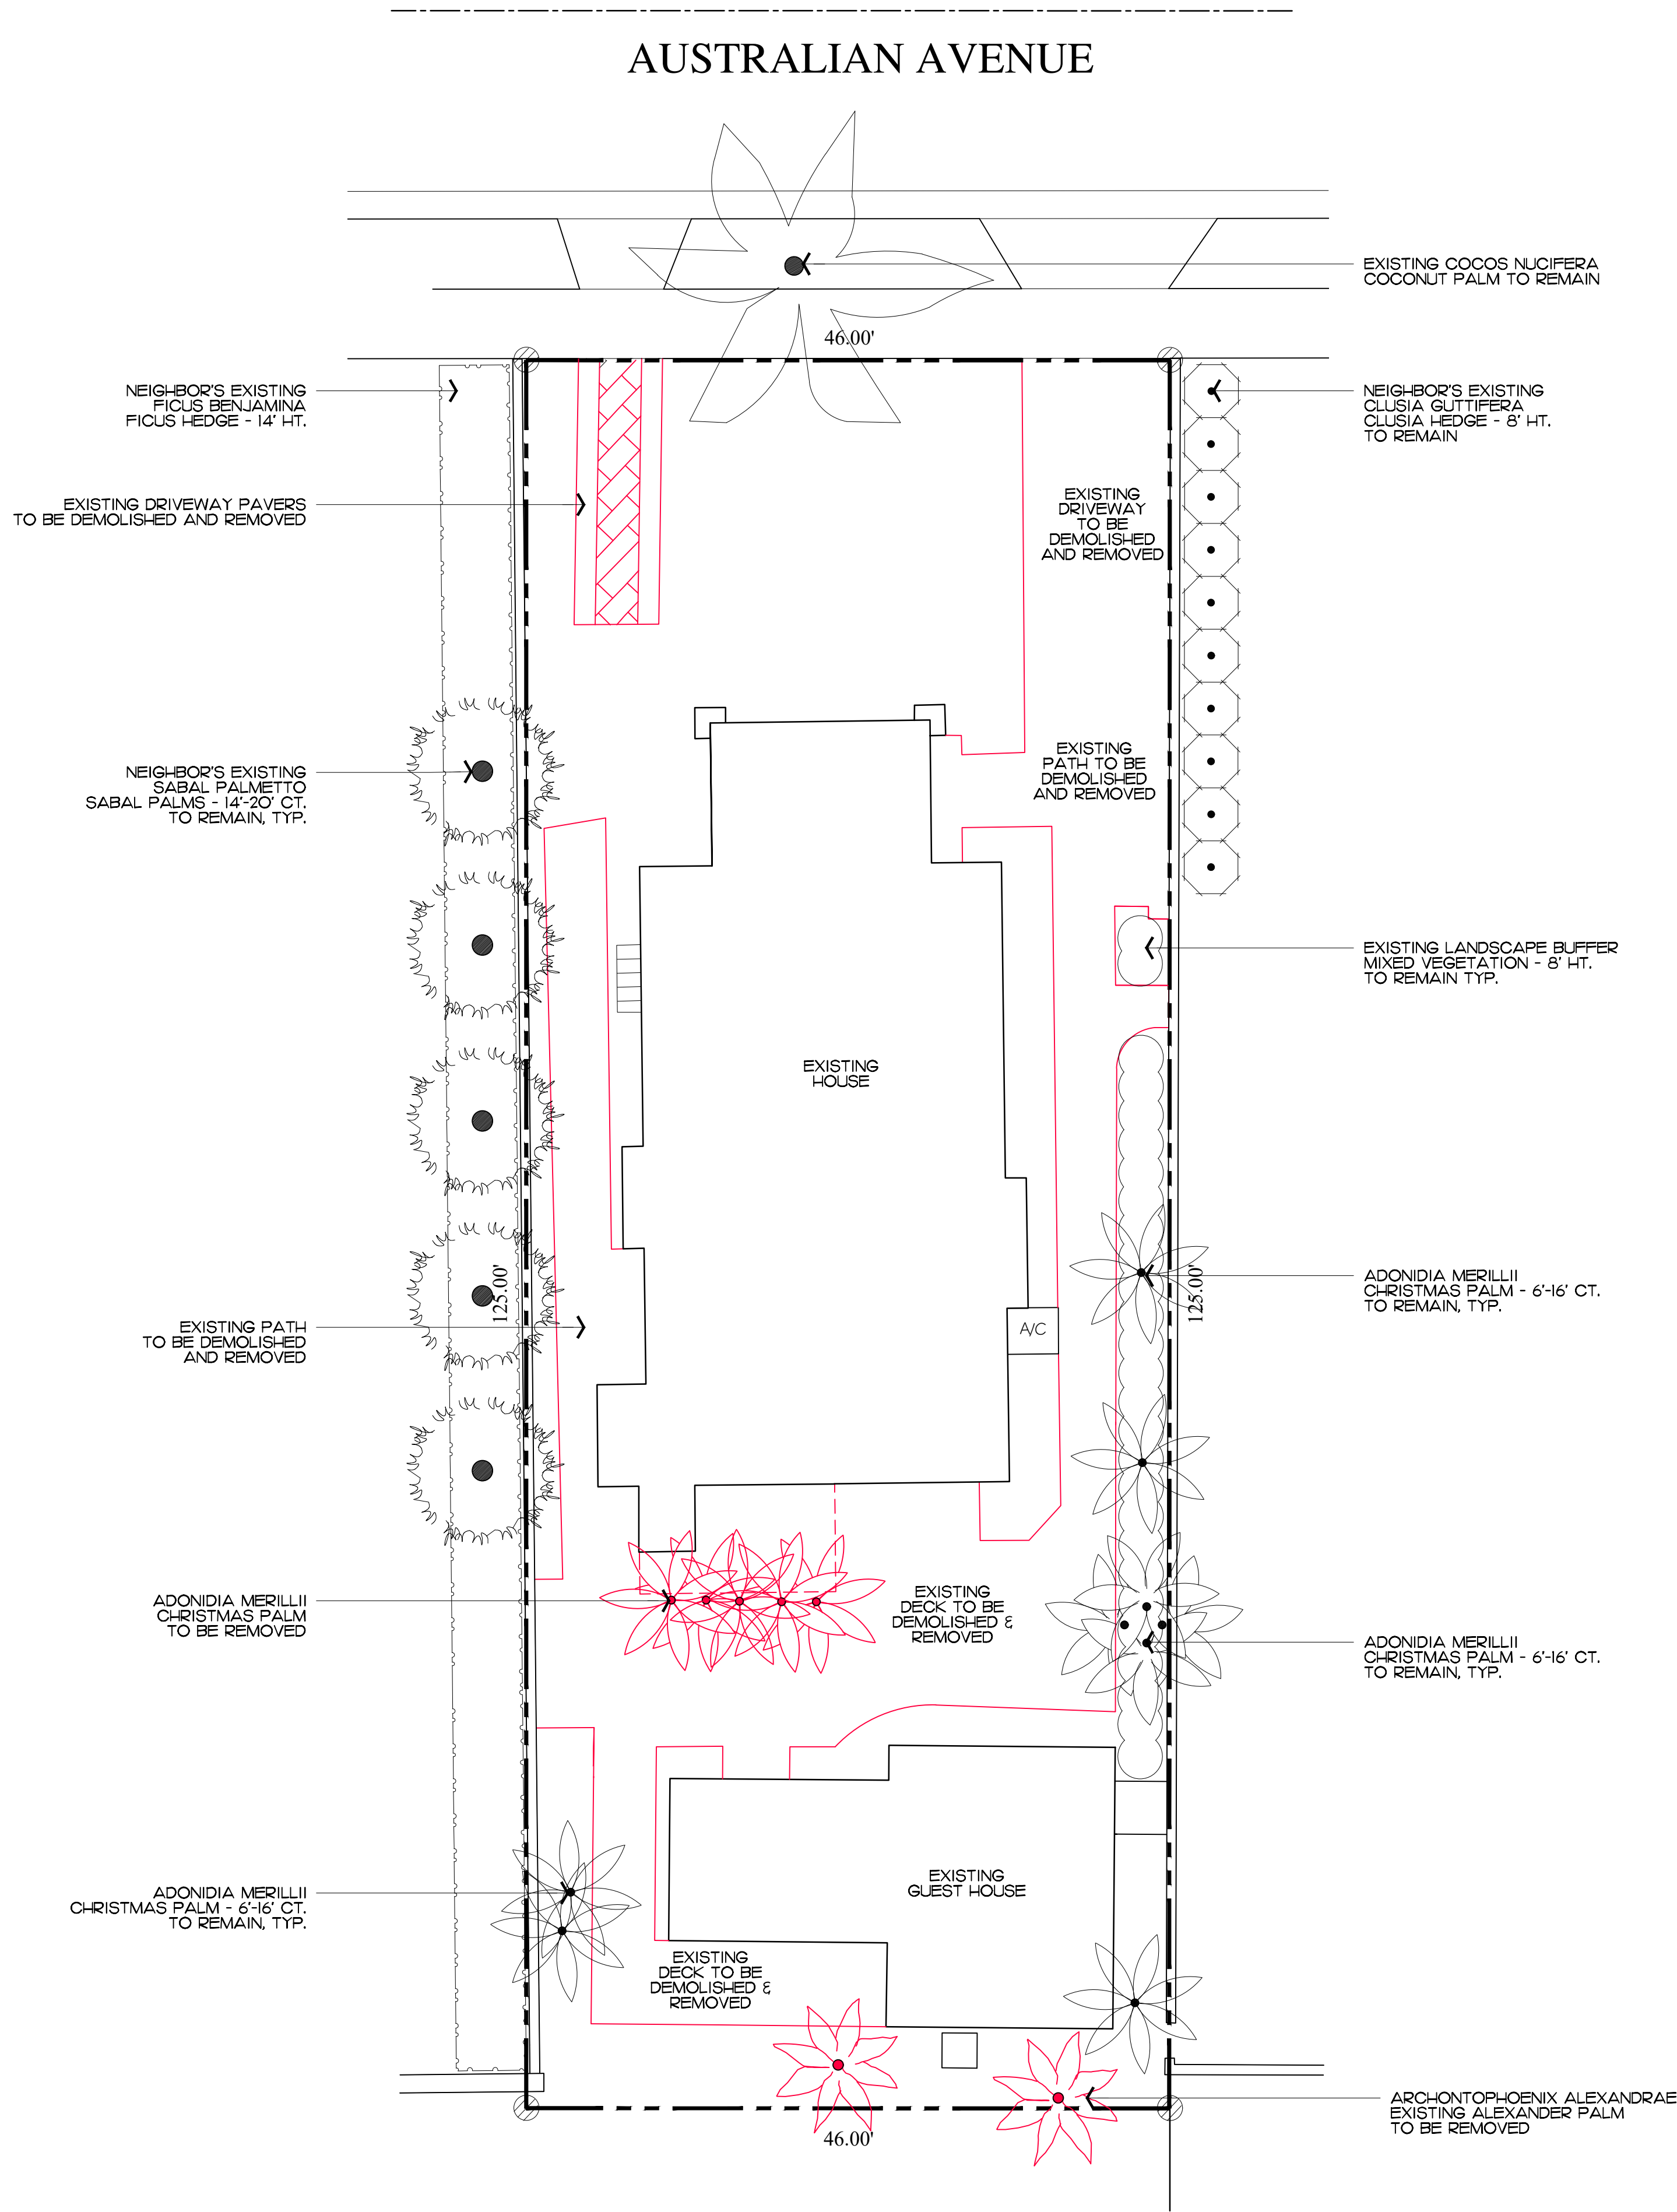 AUSTRALIAN AVENUE
EXISTING COCOS NUCIFERA
COCONUT PALM TO REMAIN
46.00'
NEIGHBOR'S EXISTING
FICUS BENJAMINA
FICUS HEDGE - 14' HT.
NEIGHBOR'S EXISTING
CLUSIA GUTTIFERA
CLUSIA HEDGE - 8' HT.
TO REMAIN
EXISTING DRIVEWAY PAVERS
TO BE DEMOLISHED AND REMOVED
EXISTING
DRIVEWAY
TO BE
DEMOLISHED
AND REMOVED
NEIGHBOR'S EXISTING
SABAL PALMETTO
SABAL PALMS - 14'-20' CT.
TO REMAIN, TYP.
EXISTING
PATH TO BE
DEMOLISHED
AND REMOVED
EXISTING LANDSCAPE BUFFER
MIXED VEGETATION - 8' HT.
TO REMAIN TYP.
EXISTING
HOUSE
125.00'
125.00'
ADONIDIA MERILLII
CHRISTMAS PALM - 6'-16' CT.
TO REMAIN, TYP.
EXISTING PATH
TO BE DEMOLISHED
AND REMOVED
A/C
ADONIDIA MERILLII
CHRISTMAS PALM
TO BE REMOVED
EXISTING
DECK TO BE
DEMOLISHED &
REMOVED
ADONIDIA MERILLII
CHRISTMAS PALM - 6'-16' CT.
TO REMAIN, TYP.
ADONIDIA MERILLII
CHRISTMAS PALM - 6'-16' CT.
TO REMAIN, TYP.
EXISTING
GUEST HOUSE
EXISTING
DECK TO BE
DEMOLISHED &
REMOVED
ARCHONTOPHOENIX ALEXANDRAE
EXISTING ALEXANDER PALM
TO BE REMOVED
46.00'